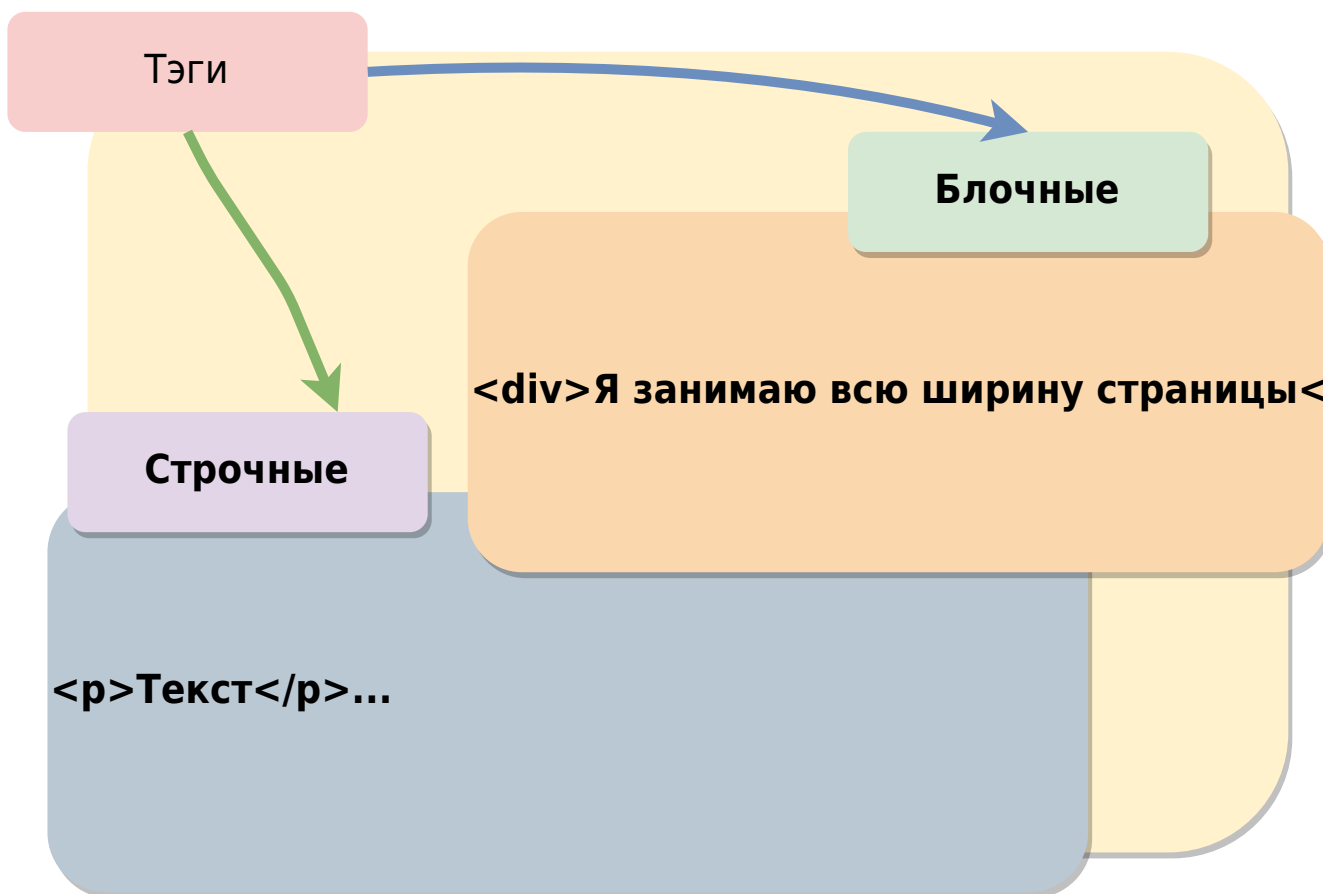 Тэги
Блочные
<div>Я занимаю всю ширину страницы<
Строчные
<p>Текст</p>...